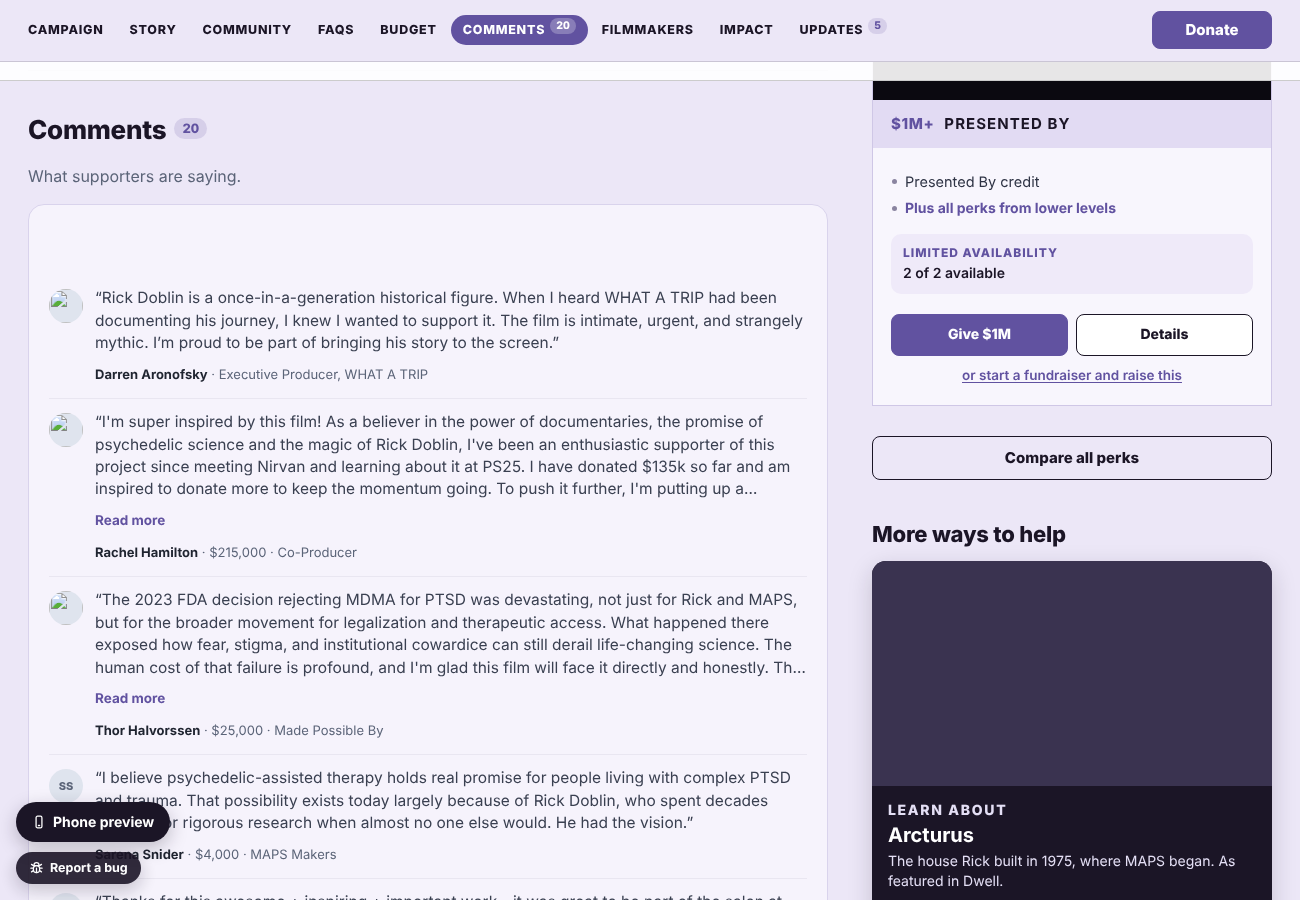 CAMPAIGN STORY COMMUNITY FAQS BUDGET COMMENTS 20 FILMMAKERS IMPACT UPDATES 5 Donate
Comments 20
What supporters are saying.
“Rick Doblin is a once-in-a-generation historical figure. When I heard WHAT A TRIP had been
documenting his journey, I knew I wanted to support it. The film is intimate, urgent, and strangely
mythic. I’m proud to be part of bringing his story to the screen.”
Darren Aronofsky · Executive Producer, WHAT A TRIP
“I'm super inspired by this film! As a believer in the power of documentaries, the promise of
psychedelic science and the magic of Rick Doblin, I've been an enthusiastic supporter of this
project since meeting Nirvan and learning about it at PS25. I have donated $135k so far and am
inspired to donate more to keep the momentum going. To push it further, I'm putting up a…
Read more
Rachel Hamilton · $215,000 · Co-Producer
“The 2023 FDA decision rejecting MDMA for PTSD was devastating, not just for Rick and MAPS,
but for the broader movement for legalization and therapeutic access. What happened there
exposed how fear, stigma, and institutional cowardice can still derail life-changing science. The
human cost of that failure is profound, and I'm glad this film will face it directly and honestly. Th…
Read more
Thor Halvorssen · $25,000 · Made Possible By
SS
“I believe psychedelic-assisted therapy holds real promise for people living with complex PTSD
and trauma. That possibility exists today largely because of Rick Doblin, who spent decades
rigorous research when almost no one else would. He had the vision.”
Sarena Snider · $4,000 · MAPS Makers
Phone preview
Report a bug
$1M+ PRESENTED BY
Presented By credit
Plus all perks from lower levels
LIMITED AVAILABILITY
2 of 2 available
Give $1M Details
or start a fundraiser and raise this
Compare all perks
More ways to help
LEARN ABOUT
Arcturus
The house Rick built in 1975, where MAPS began. As
featured in Dwell.